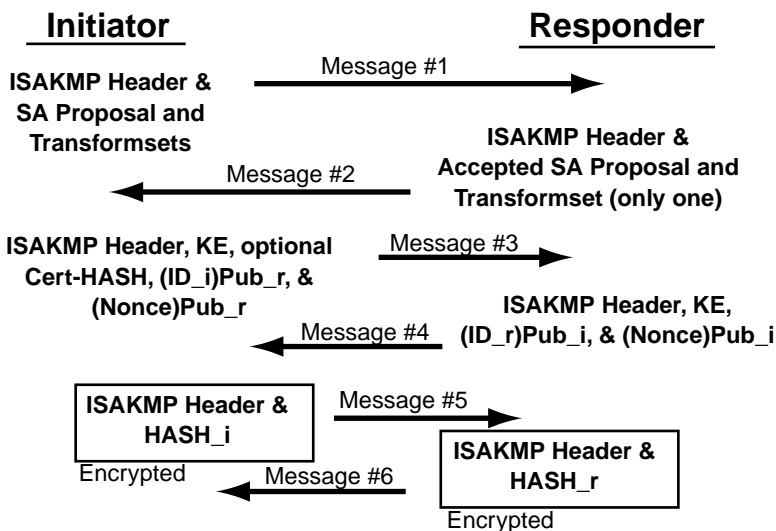 Initiator
Responder
Message #1
ISAKMP Header &
SA Proposal and
Transformsets
ISAKMP Header &
Accepted SA Proposal and
Transformset (only one)
Message #2
ISAKMP Header, KE, optional
Cert-HASH, (ID_i)Pub_r, &
(Nonce)Pub_r
Message #3
ISAKMP Header, KE,
(ID_r)Pub_i, & (Nonce)Pub_i
Message #4
ISAKMP Header &
HASH_i
Encrypted
Message #5
ISAKMP Header &
HASH_r
Encrypted
Message #6